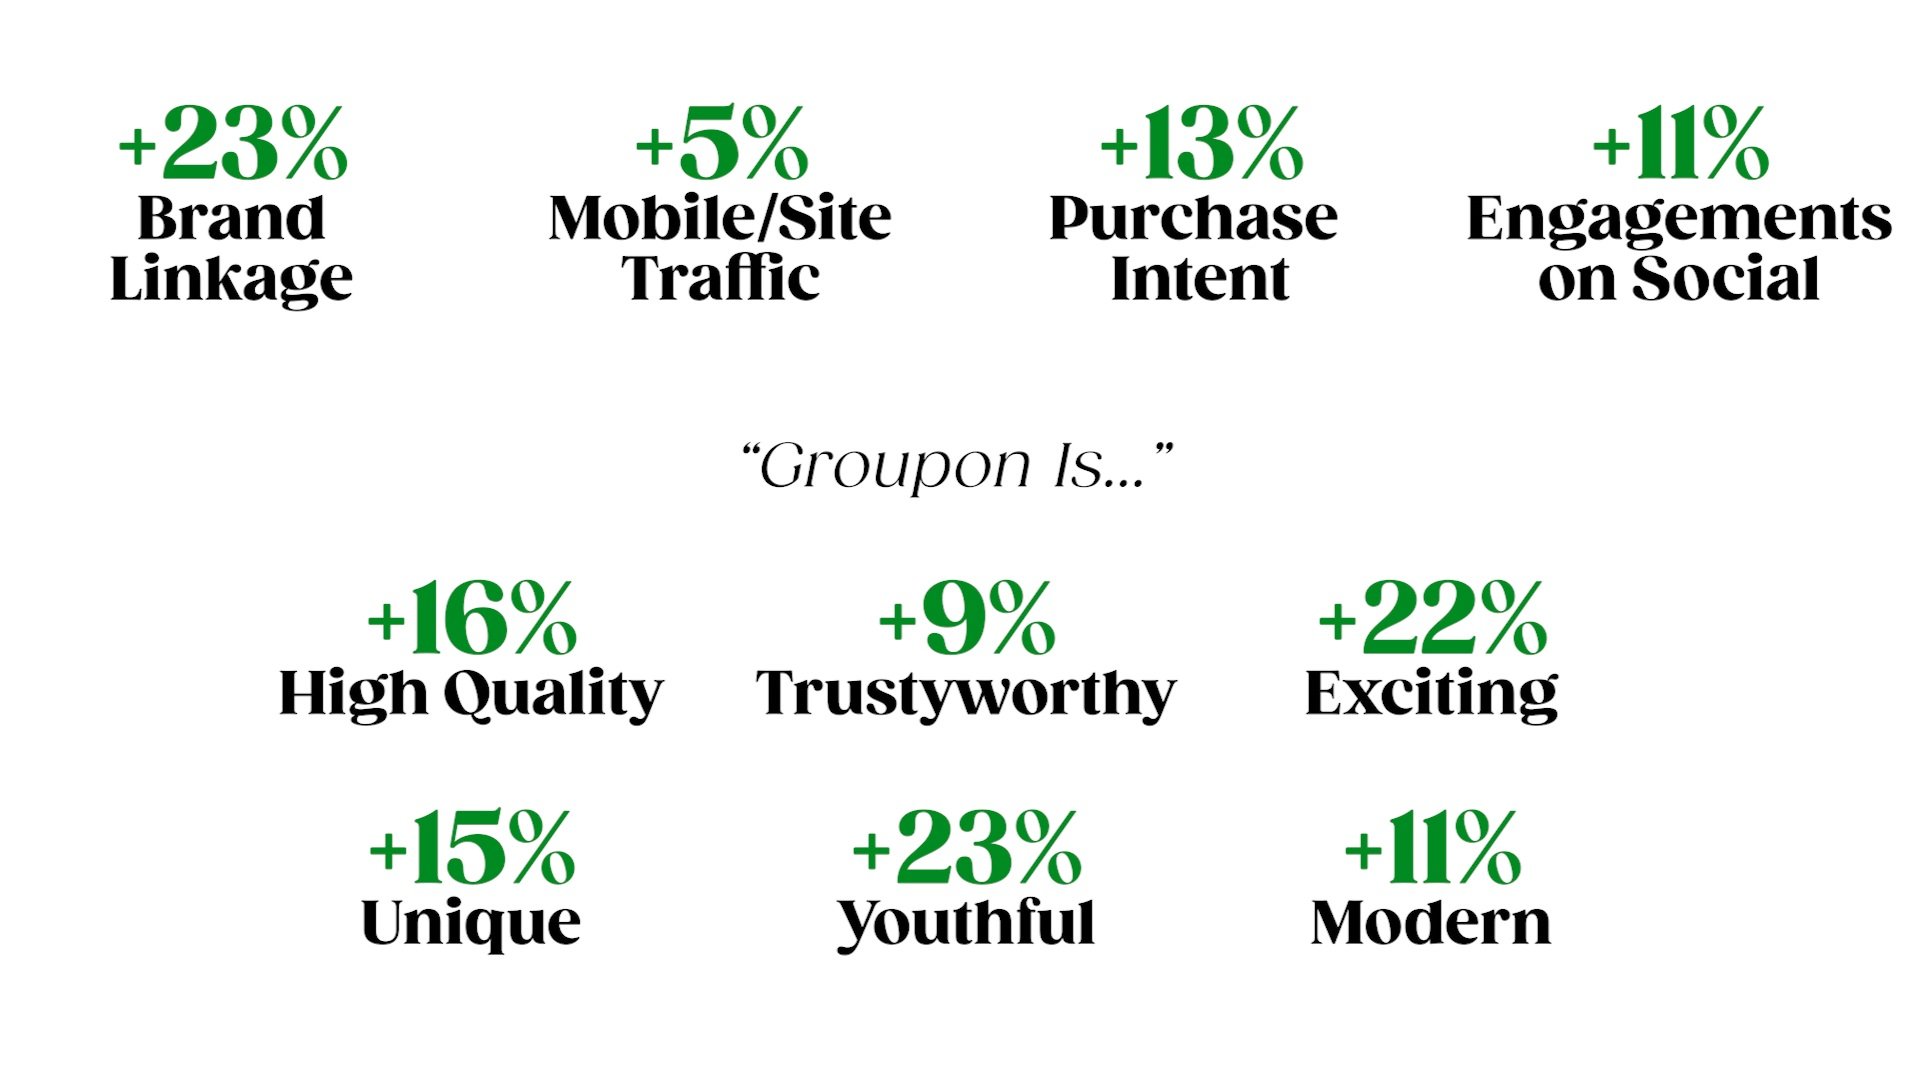 +23% +5% +13% +11%
Brand Mobile/Site Purchase Engagements
Linkage Traffic Intent on Social
“Groupon Is...”
+16% +9% +22%
High Quality Trustyworthy Exciting
+15% +23% +11%
Unique Youthful Modern